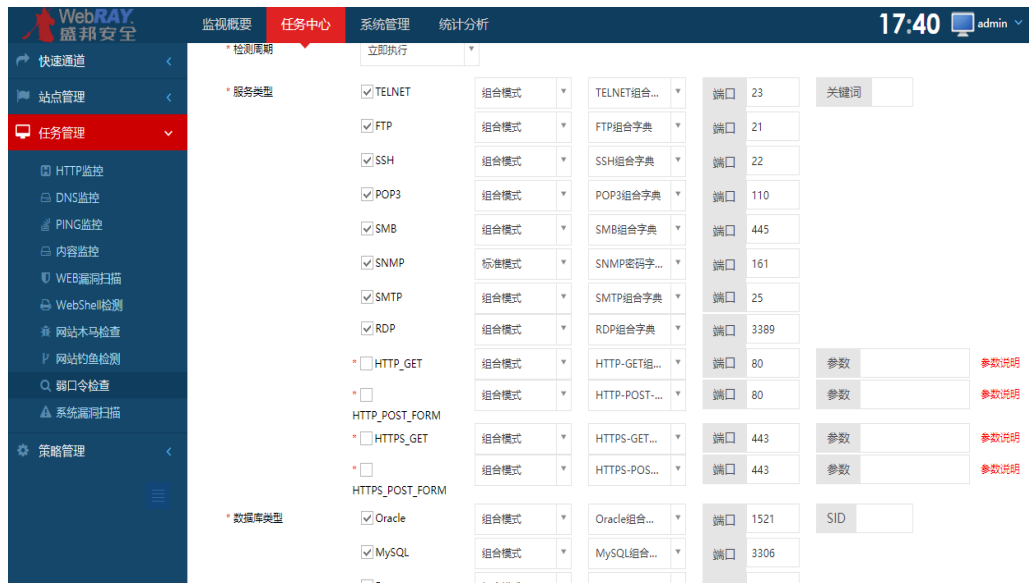 WebRAY.
盛邦安全
监视概要 任务中心 系统管理 统计分析 17:40 admin
* 检测周期 立即执行
快速通道
站点管理
任务管理
HTTP监控
DNS监控
PING监控
内容监控
WEB漏洞扫描
WebShell检测
网站木马检查
网站钓鱼检测
弱口令检查
系统漏洞扫描
策略管理
* 服务类型 TELNET 组合模式 TELNET组合... 端口 23 关键词
FTP 组合模式 FTP组合字典 端口 21
SSH 组合模式 SSH组合字典 端口 22
POP3 组合模式 POP3组合字典 端口 110
SMB 组合模式 SMB组合字典 端口 445
SNMP 标准模式 SNMP密码字... 端口 161
SMTP 组合模式 SMTP组合字典 端口 25
RDP 组合模式 RDP组合字典 端口 3389
* HTTP_GET 组合模式 HTTP-GET组... 端口 80 参数 参数说明
* HTTP_POST_FORM 组合模式 HTTP-POST-... 端口 80 参数 参数说明
* HTTPS_GET 组合模式 HTTPS-GET... 端口 443 参数 参数说明
* HTTPS_POST_FORM 组合模式 HTTPS-POS... 端口 443 参数 参数说明
* 数据库类型 Oracle 组合模式 Oracle组合... 端口 1521 SID
MySQL 组合模式 MySQL组合... 端口 3306